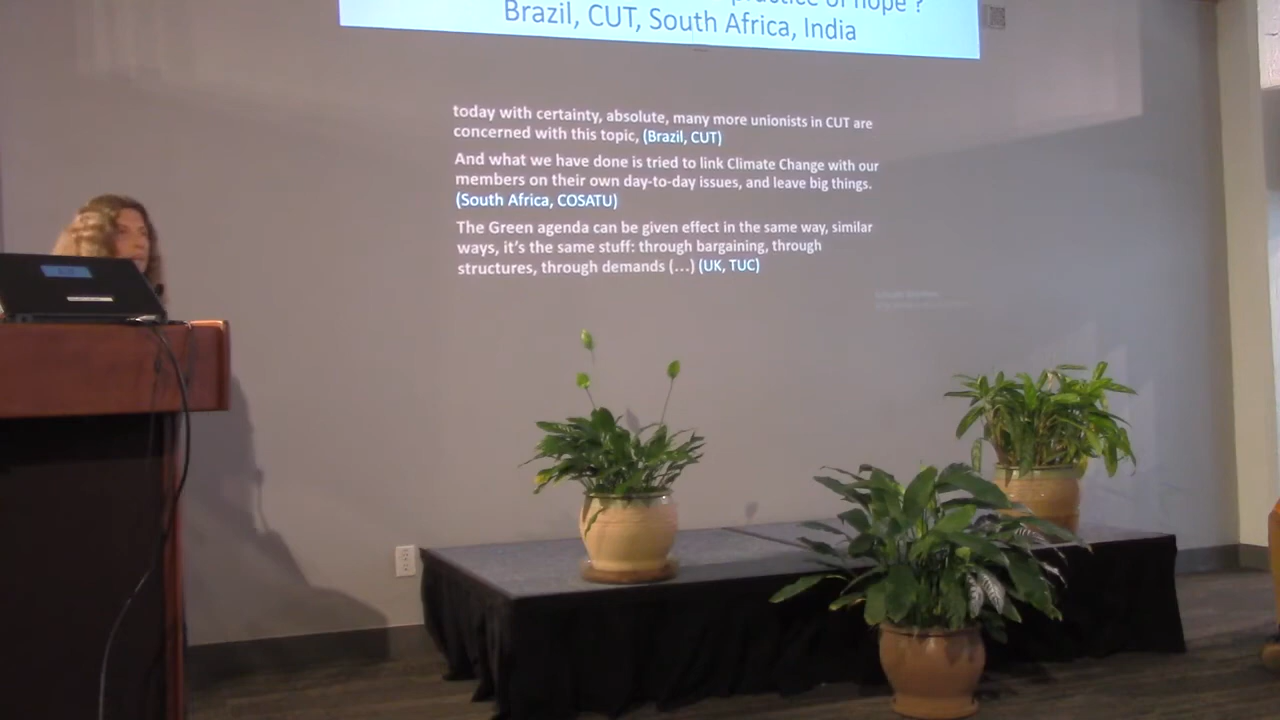 practice of hope ?
Brazil, CUT, South Africa, India
today with certainty, absolute, many more unionists in CUT are
concerned with this topic, (Brazil, CUT)
And what we have done is tried to link Climate Change with our
members on their own day-to-day issues, and leave big things.
(South Africa, COSATU)
The Green agenda can be given effect in the same way, similar
ways, it's the same stuff: through bargaining, through
structures, through demands (...) (UK, TUC)